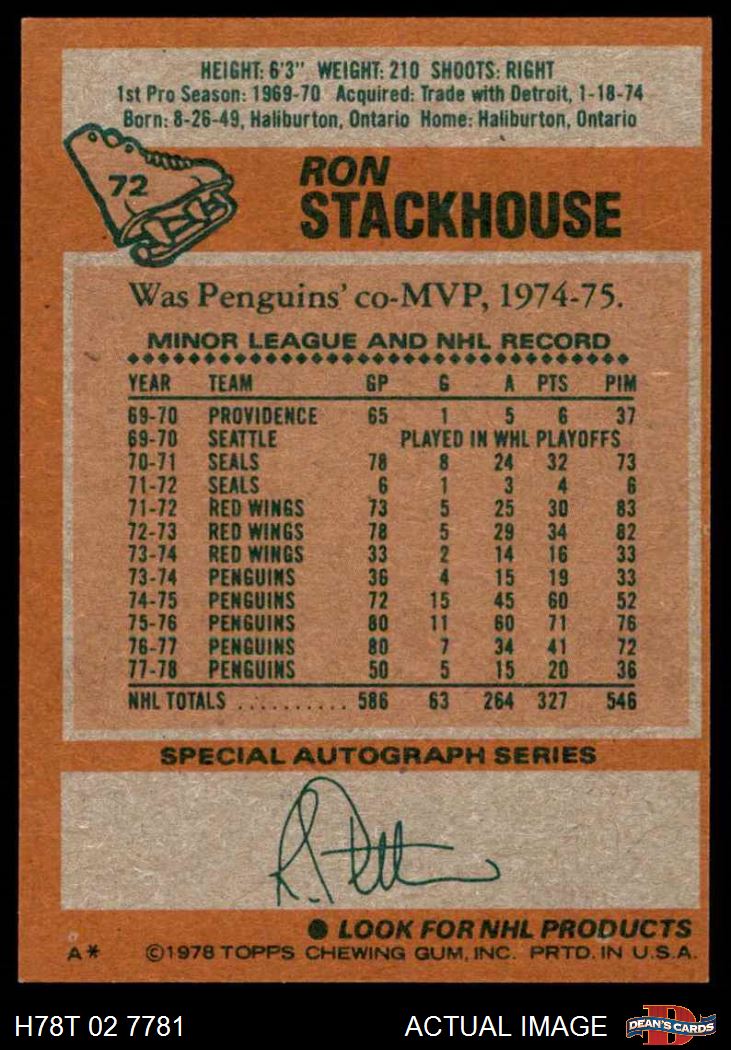 HEIGHT: 6'3" WEIGHT: 210 SHOOTS: RIGHT
1st Pro Season: 1969-70 Acquired: Trade with Detroit, 1-18-74
Born: 8-26-49, Haliburton, Ontario Home: Haliburton, Ontario
72
RON
STACKHOUSE
Was Penguins' co-MVP, 1974-75.
MINOR LEAGUE AND NHL RECORD
YEAR TEAM GP G A PTS PIM
69-70 PROVIDENCE 65 1 5 6 37
69-70 SEATTLE PLAYED IN WHL PLAYOFFS
70-71 SEALS 78 8 24 32 73
71-72 SEALS 6 1 3 4 6
71-72 RED WINGS 73 5 25 30 83
72-73 RED WINGS 78 5 29 34 82
73-74 RED WINGS 33 2 14 16 33
73-74 PENGUINS 36 4 15 19 33
74-75 PENGUINS 72 15 45 60 52
75-76 PENGUINS 80 11 60 71 76
76-77 PENGUINS 80 7 34 41 72
77-78 PENGUINS 50 5 15 20 36
NHL TOTALS .......... 586 63 264 327 546
SPECIAL AUTOGRAPH SERIES
● LOOK FOR NHL PRODUCTS
A* ©1978 TOPPS CHEWING GUM, INC. PRTD. IN U.S.A.
H78T 02 7781 ACTUAL IMAGE DEAN'S CARDS